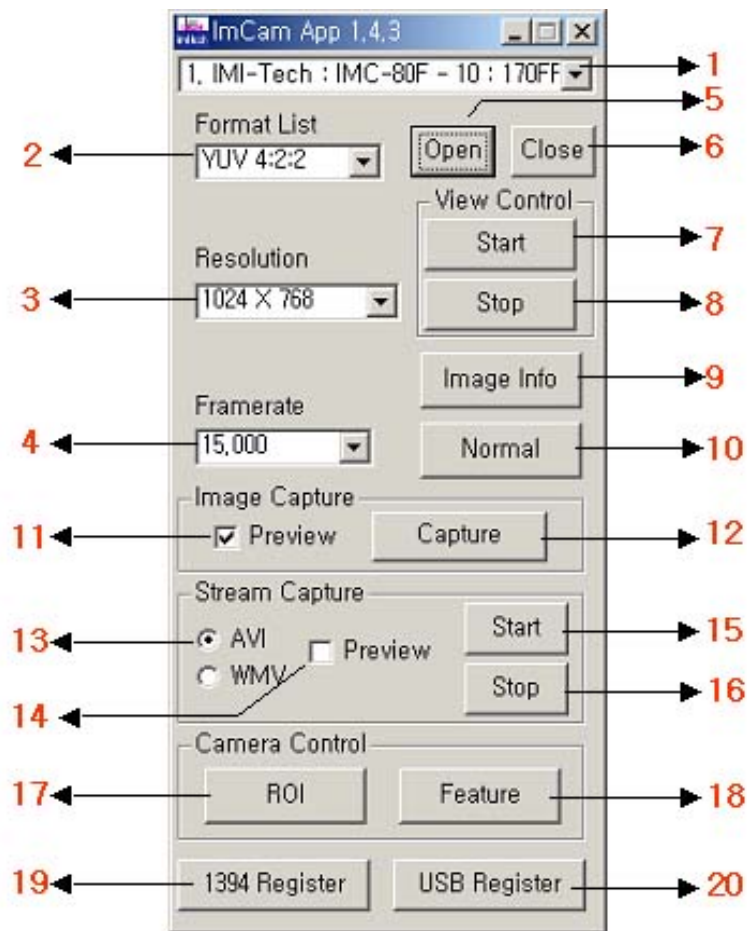 ImCam App 1,4,3
1, IMI-Tech : IMC-80F - 10 : 170FF
1
5
Format List
2
YUV 4:2:2
Open
Close
6
View Control
Start
7
Resolution
3
1024 X 768
Stop
8
Image Info
9
Framerate
4
15,000
Normal
10
Image Capture
11
Preview
Capture
12
Stream Capture
13
AVI
Preview
Start
15
WMV
14
Stop
16
Camera Control
17
ROI
Feature
18
19
1394 Register
USB Register
20